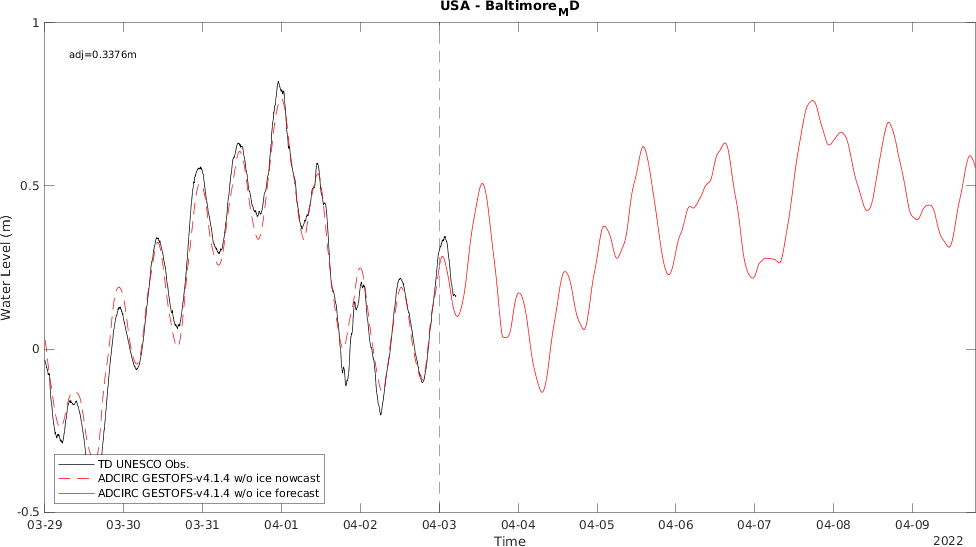 USA - Baltimore_MD
adj=0.3376m
Water Level (m)
1
0.5
0
-0.5
TD UNESCO Obs.
ADCIRC GESTOFS-v4.1.4 w/o ice nowcast
ADCIRC GESTOFS-v4.1.4 w/o ice forecast
03-29 03-30 03-31 04-01 04-02 04-03 04-04 04-05 04-06 04-07 04-08 04-09
Time
2022